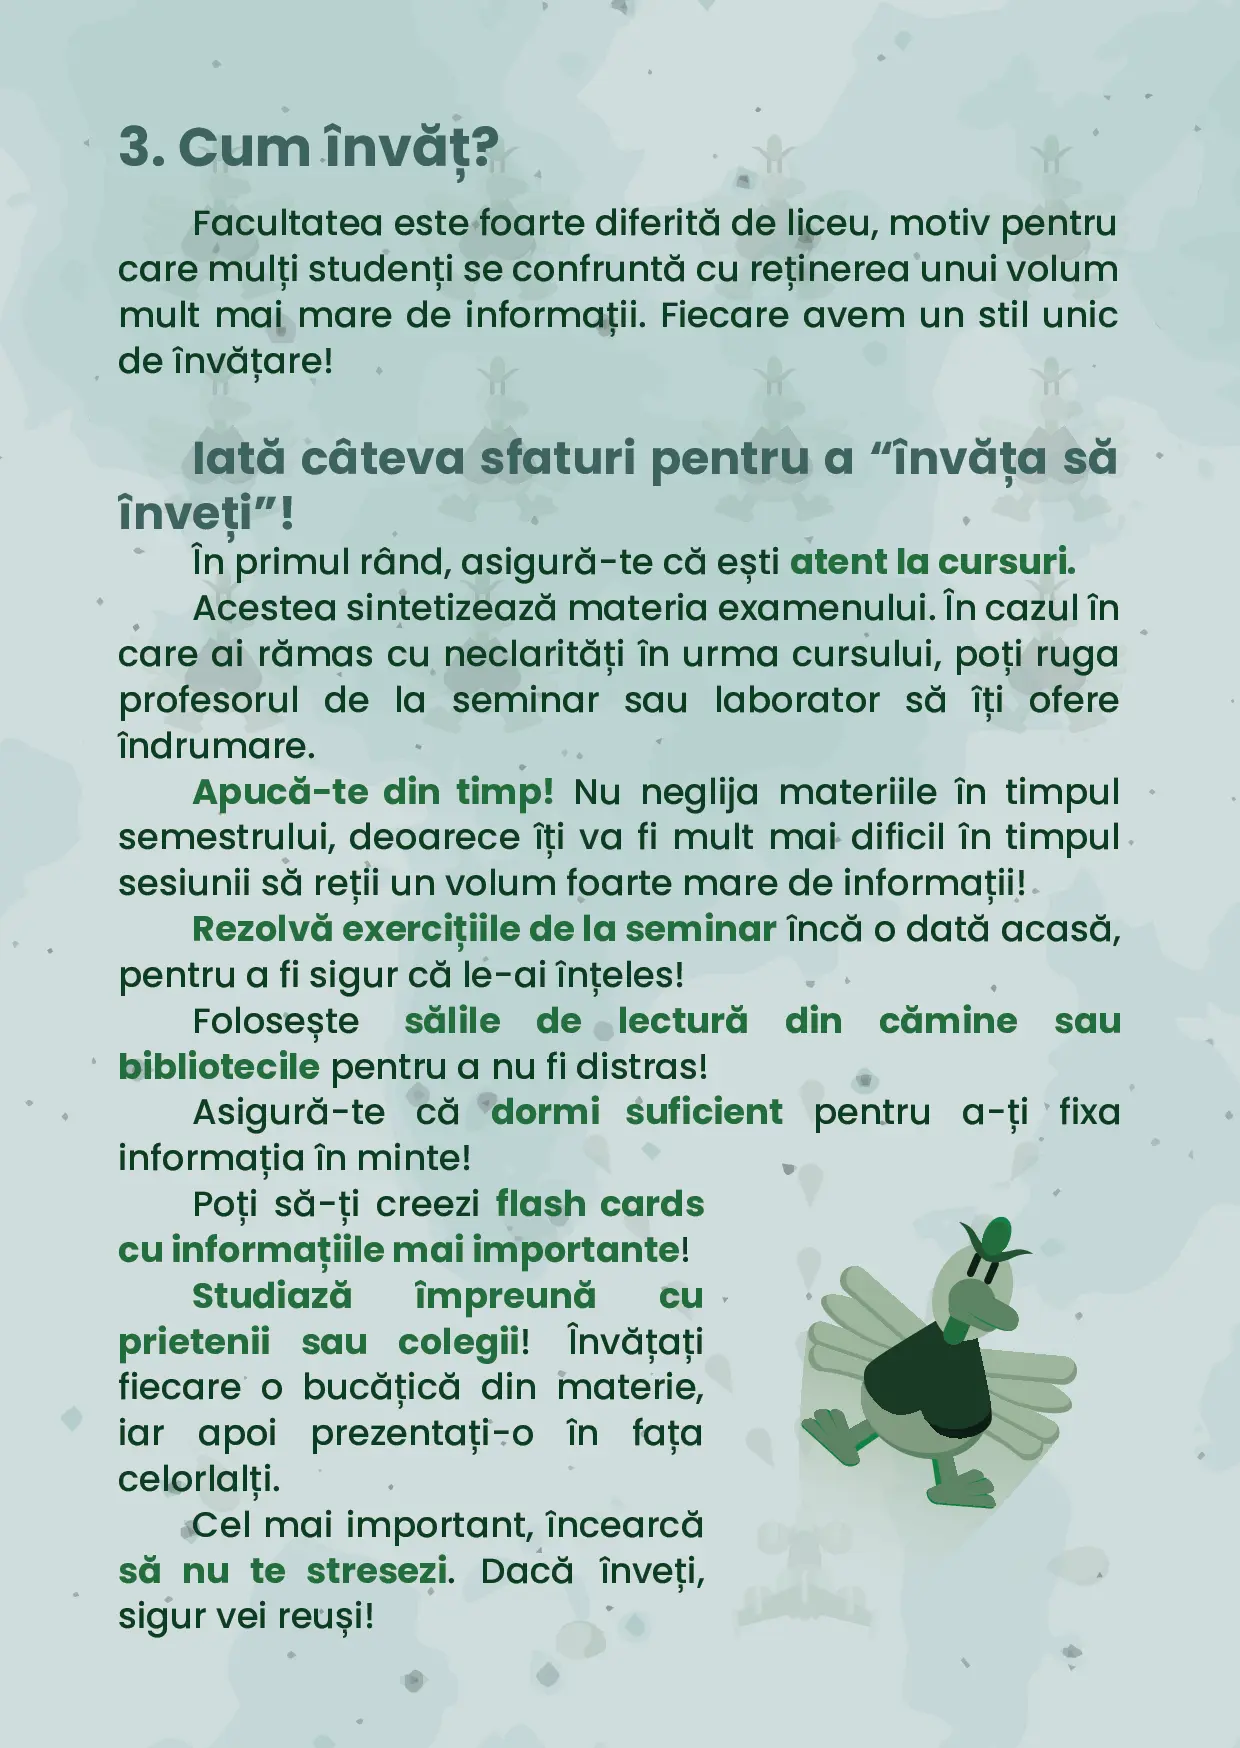 3. Cum învăț?
Facultatea este foarte diferită de liceu, motiv pentru
care mulți studenți se confruntă cu reținerea unui volum
mult mai mare de informații. Fiecare avem un stil unic
de învățare!
Iată câteva sfaturi pentru a “învăța să
înveți”!
În primul rând, asigură-te că ești atent la cursuri.
Acestea sintetizează materia examenului. În cazul în
care ai rămas cu neclarități în urma cursului, poți ruga
profesorul de la seminar sau laborator să îți ofere
îndrumare.
Apucă-te din timp! Nu neglija materiile în timpul
semestrului, deoarece îți va fi mult mai dificil în timpul
sesiunii să reții un volum foarte mare de informații!
Rezolvă exercițiile de la seminar încă o dată acasă,
pentru a fi sigur că le-ai înțeles!
Folosește sălile de lectură din cămine sau
bibliotecile pentru a nu fi distras!
Asigură-te că dormi suficient pentru a-ți fixa
informația în minte!
Poți să-ți creezi flash cards
cu informațiile mai importante!
Studiază împreună cu
prietenii sau colegii! Învățați
fiecare o bucățică din materie,
iar apoi prezentați-o în fața
celorlalți.
Cel mai important, încearcă
să nu te stresezi. Dacă înveți,
sigur vei reuși!